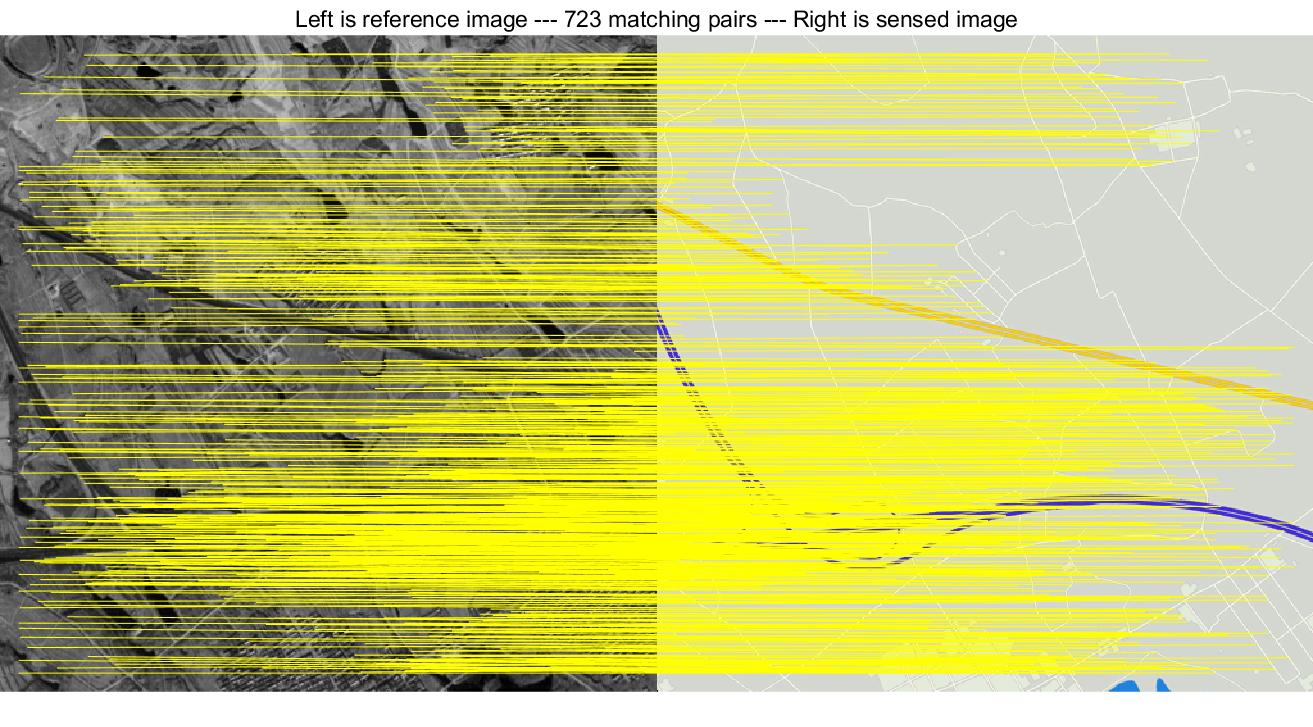 Left is reference image --- 723 matching pairs --- Right is sensed image